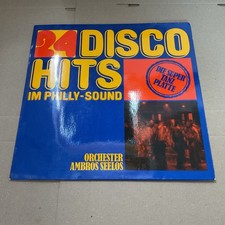 24 DISCO
HITS
IM PHILLY-SOUND
DIE SUPER
TANZ
PLATTE
ORCHESTER
AMBROS SEELOS